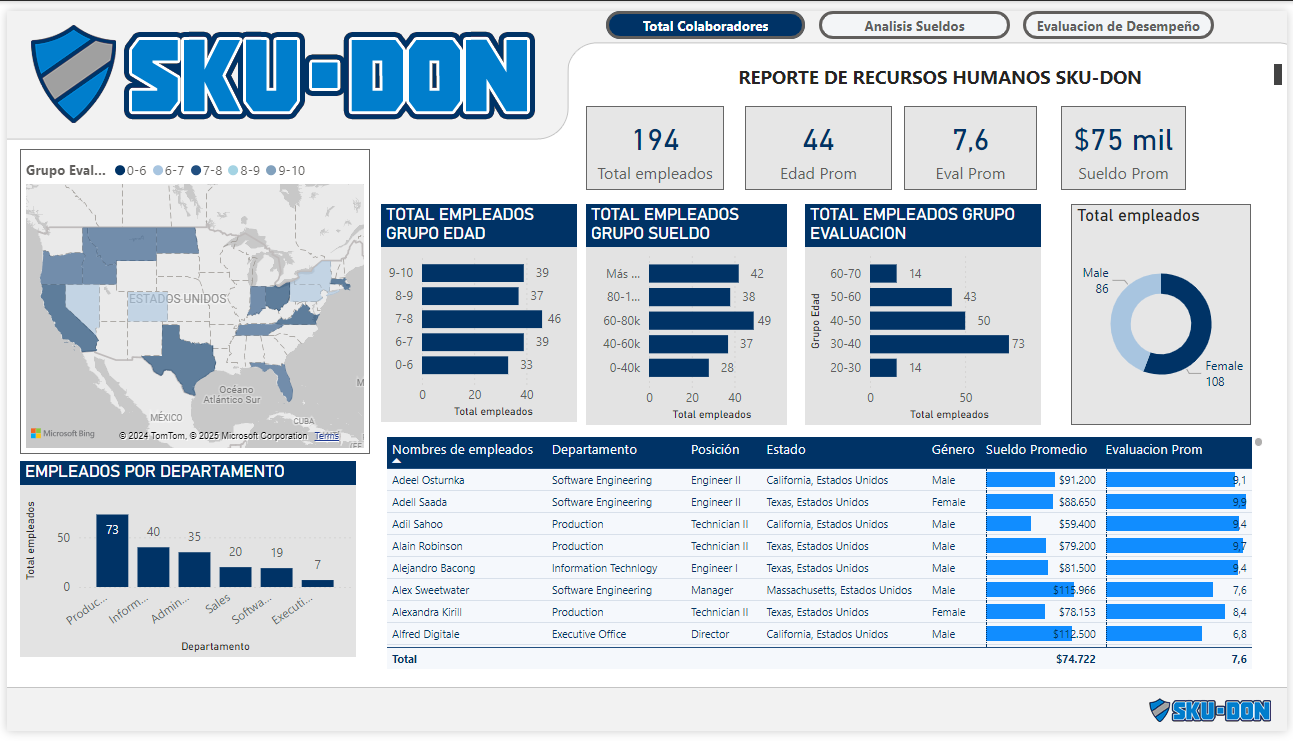 SKU-DON
Total Colaboradores
Analisis Sueldos
Evaluacion de Desempeño
REPORTE DE RECURSOS HUMANOS SKU-DON
194
Total empleados
44
Edad Prom
7,6
Eval Prom
$75 mil
Sueldo Prom
Grupo Eval... 0-6 6-7 7-8 8-9 9-10
ESTADOS UNIDOS
Océano
Atlántico Sur
MÉXICO
CUBA
Microsoft Bing
© 2024 TomTom, © 2025 Microsoft Corporation Terms
TOTAL EMPLEADOS
GRUPO EDAD
9-10 39
8-9 37
7-8 46
6-7 39
0-6 33
0 20 40
Total empleados
TOTAL EMPLEADOS
GRUPO SUELDO
Más ... 42
80-1... 38
60-80k 49
40-60k 37
0-40k 28
0 20 40
Total empleados
TOTAL EMPLEADOS GRUPO
EVALUACION
Grupo Edad
60-70 14
50-60 43
40-50 50
30-40 73
20-30 14
0 50
Total empleados
Total empleados
Male
86
Female
108
EMPLEADOS POR DEPARTAMENTO
Total empleados
50
0
73 40 35 20 19 7
Produc... Inform... Admin... Sales Softwa... Executi...
Departamento
Nombres de empleados Departamento Posición Estado Género Sueldo Promedio Evaluacion Prom
Adeel Osturnka Software Engineering Engineer II California, Estados Unidos Male $91.200 9,1
Adell Saada Software Engineering Engineer II Texas, Estados Unidos Female $88.650 9,9
Adil Sahoo Production Technician II California, Estados Unidos Male $59.400 9,4
Alain Robinson Production Technician II Texas, Estados Unidos Male $79.200 9,7
Alejandro Bacong Information Technlogy Engineer I Texas, Estados Unidos Male $81.500 9,4
Alex Sweetwater Software Engineering Manager Massachusetts, Estados Unidos Male $115.966 7,6
Alexandra Kirill Production Technician II Texas, Estados Unidos Female $78.153 8,4
Alfred Digitale Executive Office Director California, Estados Unidos Male $112.500 6,8
Total $74.722 7,6
SKU-DON